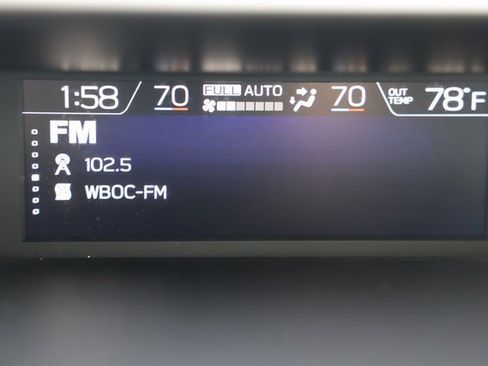 1:58 70 FULL AUTO 70 OUT TEMP 78°F
FM
102.5
WBOC-FM